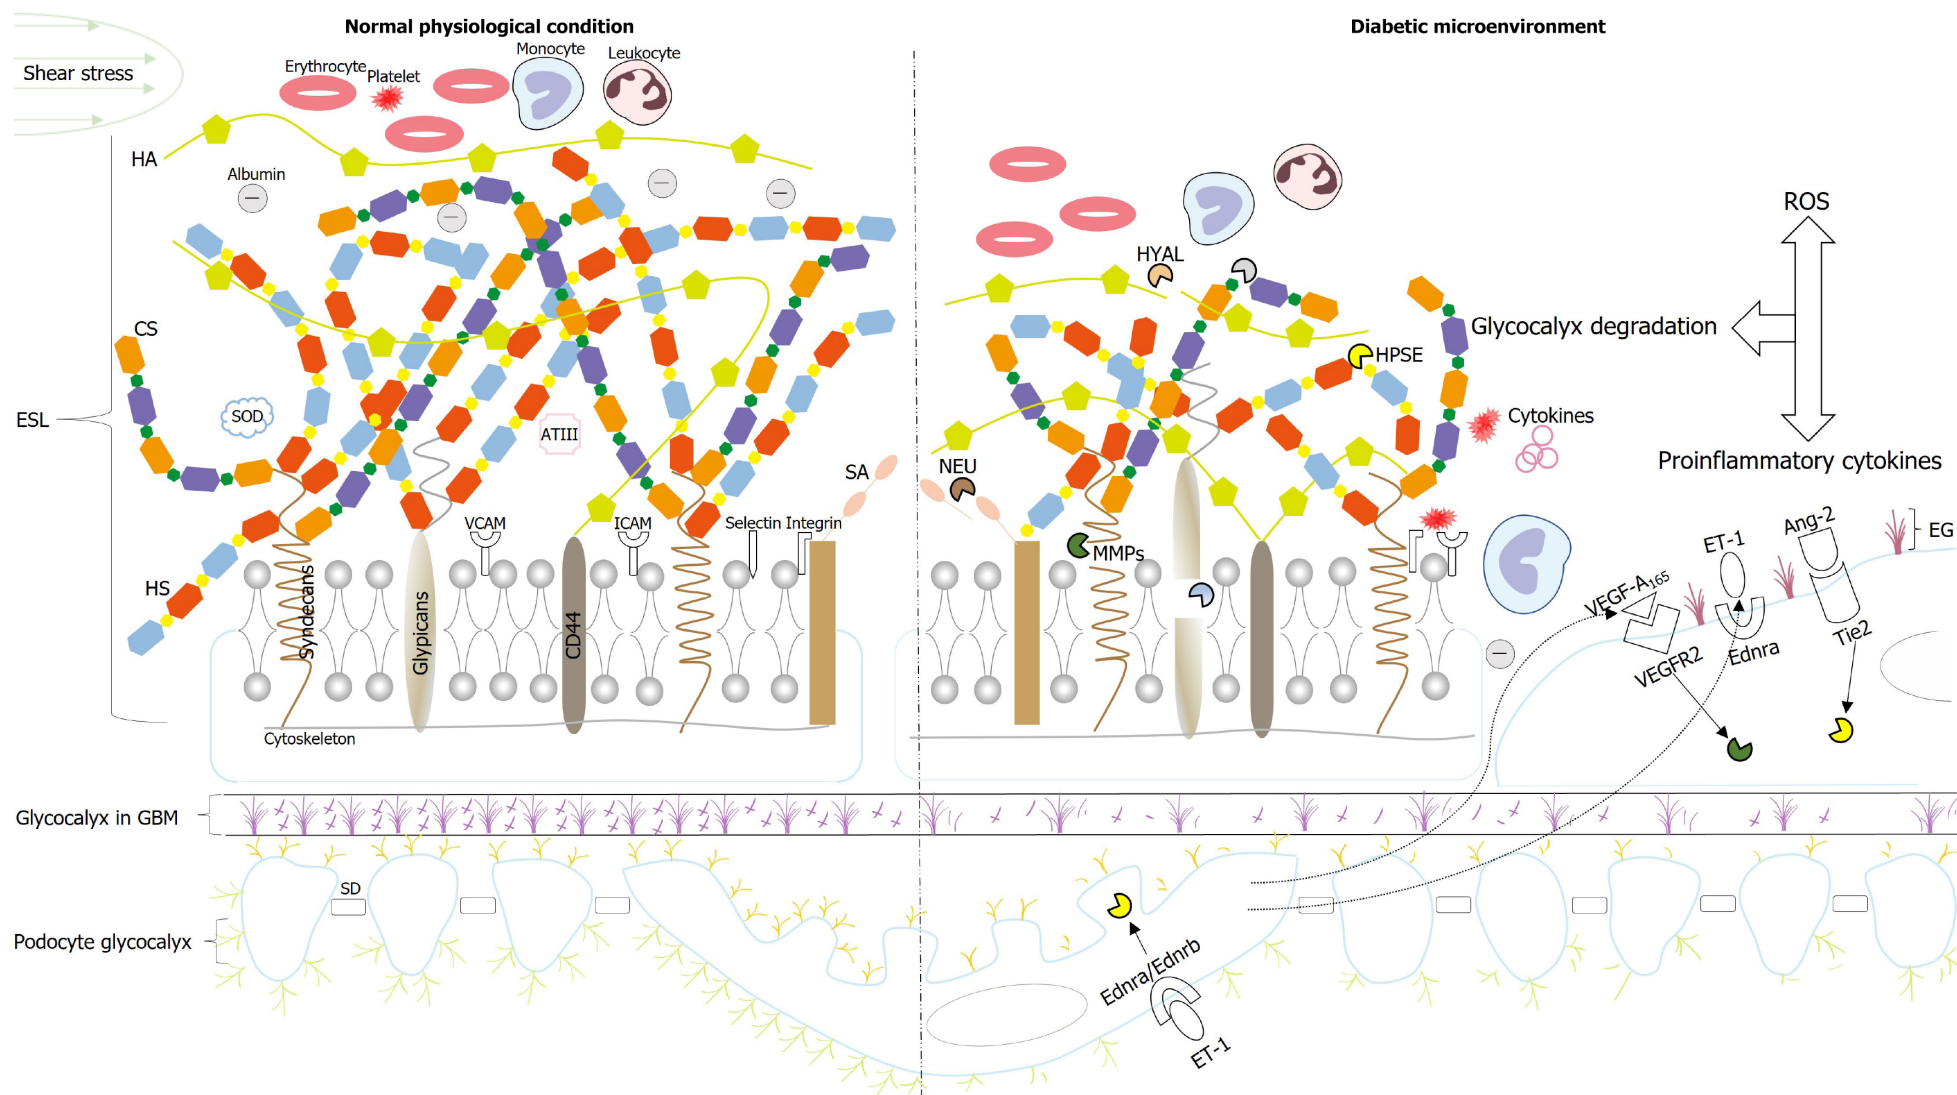 Normal physiological condition
Diabetic microenvironment
Shear stress
Erythrocyte
Platelet
Monocyte
Leukocyte
HA
Albumin
CS
ESL
SOD
ATIII
SA
HS
VCAM
ICAM
Selectin Integrin
Syndecans
Glypicans
CD44
Cytoskeleton
HYAL
HPSE
NEU
MMPs
Cytokines
ROS
Glycocalyx degradation
Proinflammatory cytokines
EG
Ang-2
ET-1
VEGF-A165
VEGFR2
Ednra
Tie2
Glycocalyx in GBM
SD
Podocyte glycocalyx
Ednra/Ednrb
ET-1